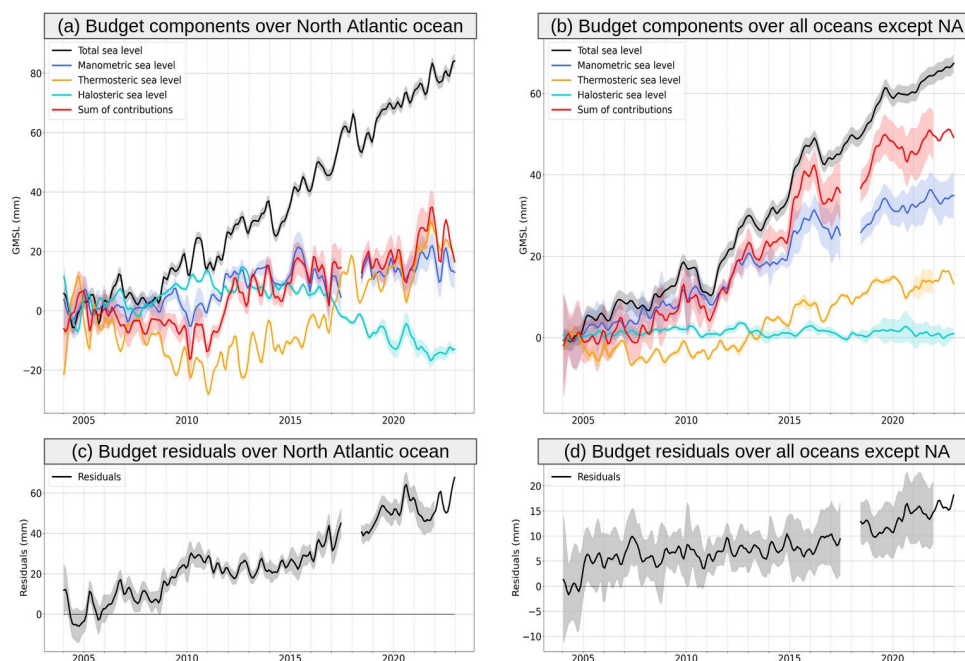 (a) Budget components over North Atlantic ocean
Total sea level
Manometric sea level
Thermosteric sea level
Halosteric sea level
Sum of contributions
GMSL (mm)
80
60
40
20
0
−20
2005
2010
2015
2020
(b) Budget components over all oceans except NA
Total sea level
Manometric sea level
Thermosteric sea level
Halosteric sea level
Sum of contributions
GMSL (mm)
80
60
40
20
0
2005
2010
2015
2020
(c) Budget residuals over North Atlantic ocean
Residuals
Residuals (mm)
60
40
20
0
2005
2010
2015
2020
(d) Budget residuals over all oceans except NA
Residuals
Residuals (mm)
20
15
10
5
0
−5
−10
2005
2010
2015
2020